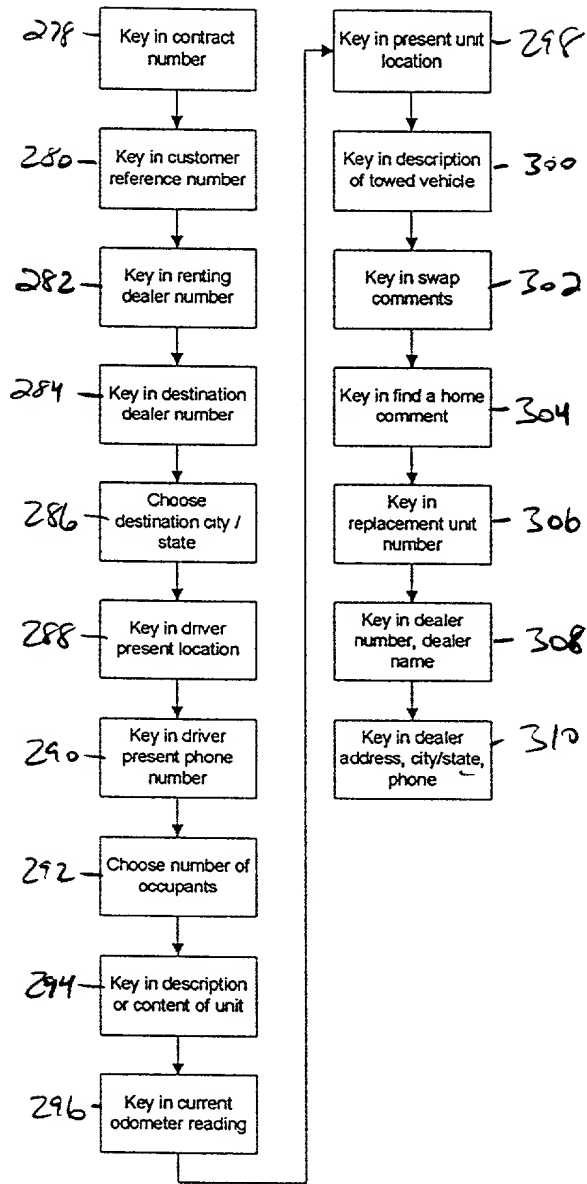 278
Key in contract
number
280
Key in customer
reference number
282
Key in renting
dealer number
284
Key in destination
dealer number
286
Choose
destination city /
state
288
Key in driver
present location
290
Key in driver
present phone
number
292
Choose number of
occupants
294
Key in description
or content of unit
296
Key in current
odometer reading
Key in present unit
location
298
Key in description
of towed vehicle
300
Key in swap
comments
302
Key in find a home
comment
304
Key in
replacement unit
number
306
Key in dealer
number, dealer
name
308
Key in dealer
address, city/state,
phone
310